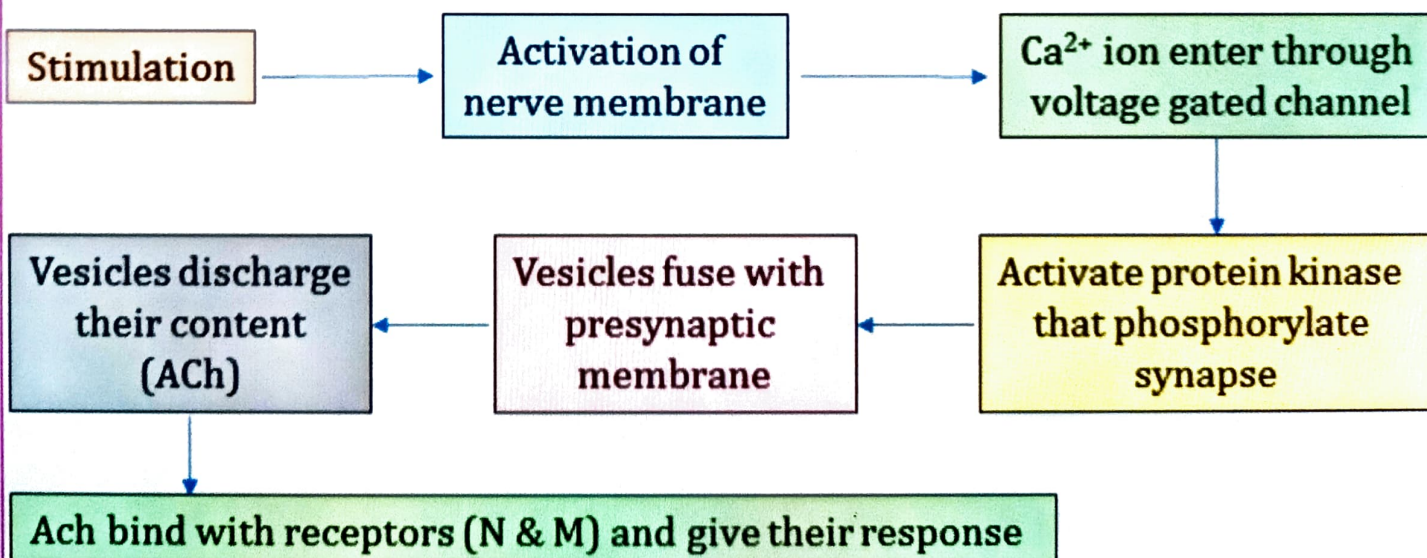 Stimulation
Activation of
nerve membrane
Ca²⁺ ion enter through
voltage gated channel
Activate protein kinase
that phosphorylate
synapse
Vesicles fuse with
presynaptic
membrane
Vesicles discharge
their content
(ACh)
Ach bind with receptors (N & M) and give their response